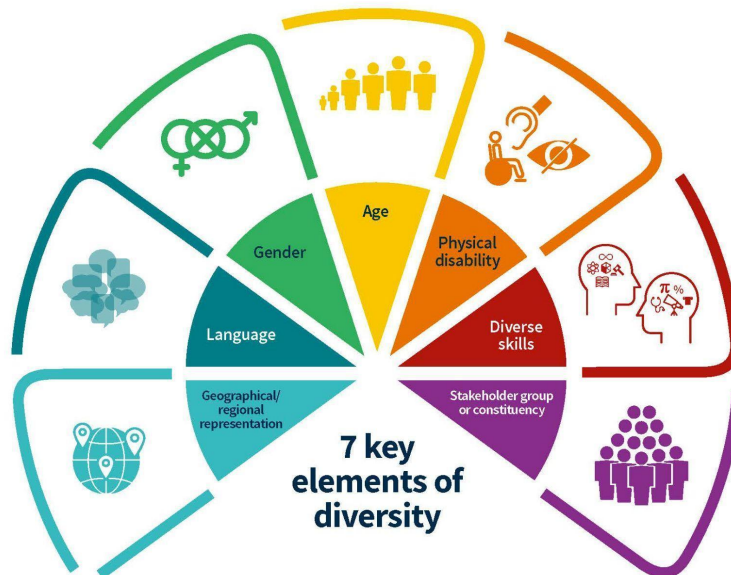 Geographical/
regional
representation
Language
Gender
Age
Physical
disability
π %
Diverse
skills
Stakeholder group
or constituency
7 key
elements of
diversity